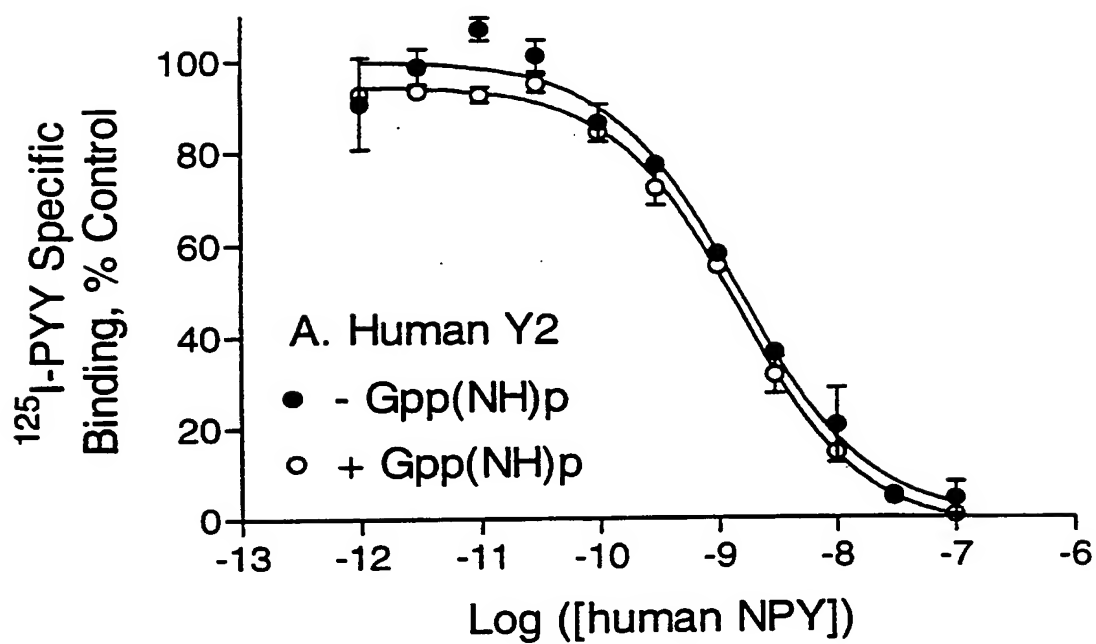 125I-PYY Specific
Binding, % Control
100
80
60
40
20
0
A. Human Y2
- Gpp(NH)p
+ Gpp(NH)p
-13 -12 -11 -10 -9 -8 -7 -6
Log ([human NPY])